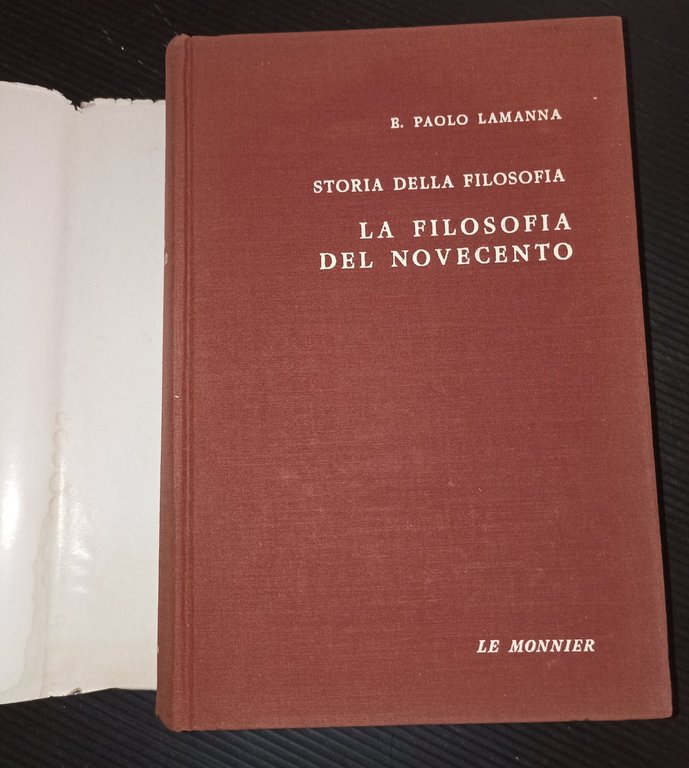 E. PAOLO LAMANNA
STORIA DELLA FILOSOFIA
LA FILOSOFIA
DEL NOVECENTO
LE MONNIER